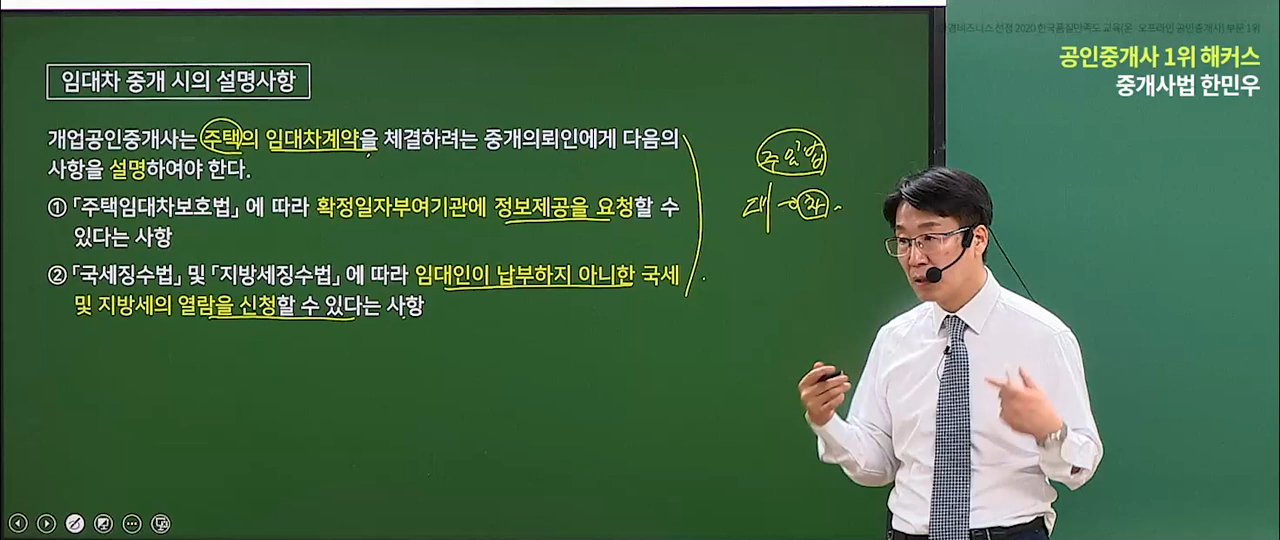 공인중개사 1위 해커스
중개사법 한민우
임대차 중개 시의 설명사항
개업공인중개사는 주택의 임대차계약을 체결하려는 중개의뢰인에게 다음의
사항을 설명하여야 한다.
① 「주택임대차보호법」에 따라 확정일자부여기관에 정보제공을 요청할 수
있다는 사항
② 「국세징수법」 및 「지방세징수법」에 따라 임대인이 납부하지 아니한 국세
및 지방세의 열람을 신청할 수 있다는 사항
주임법